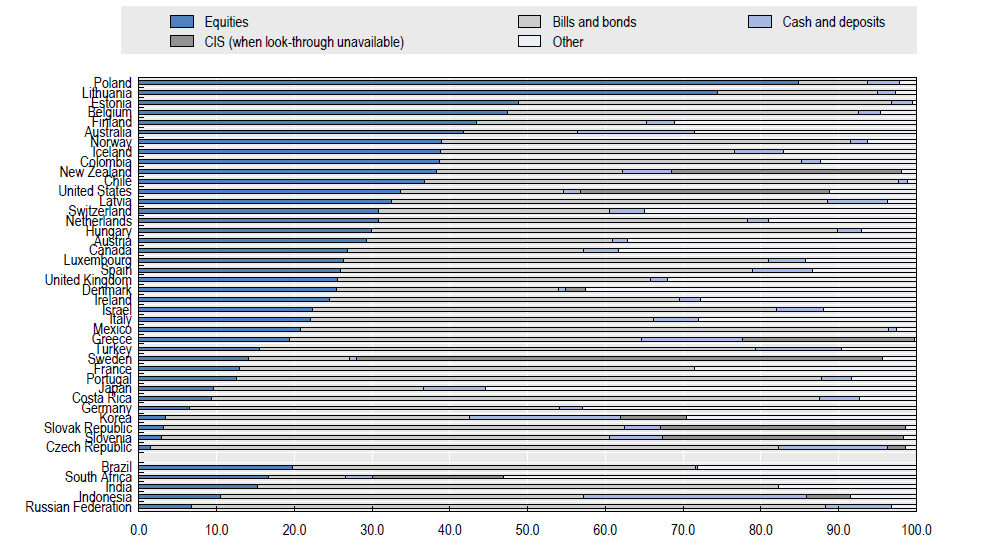 Equities
Bills and bonds
Cash and deposits
CIS (when look-through unavailable)
Other
Poland
Lithuania
Estonia
Belgium
Finland
Australia
Norway
Iceland
Colombia
New Zealand
Chile
United States
Latvia
Switzerland
Netherlands
Hungary
Austria
Canada
Luxembourg
Spain
United Kingdom
Denmark
Ireland
Israel
Italy
Mexico
Greece
Turkey
Sweden
France
Portugal
Japan
Costa Rica
Germany
Korea
Slovak Republic
Slovenia
Czech Republic
Brazil
South Africa
India
Indonesia
Russian Federation
0.0 10.0 20.0 30.0 40.0 50.0 60.0 70.0 80.0 90.0 100.0